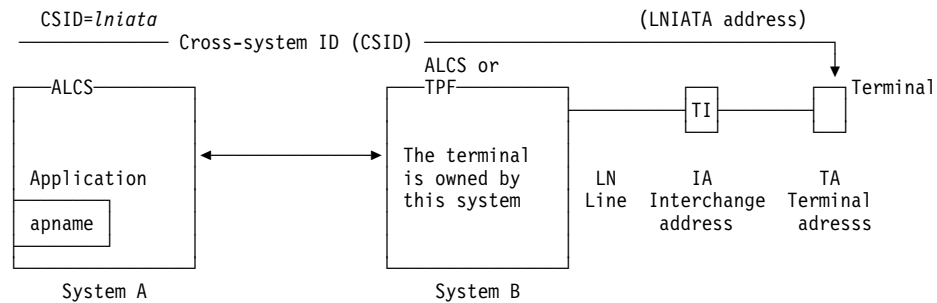 CSID=lniata
(LNIATA address)
Cross-system ID (CSID)
ALCS
ALCS or
TPF
Terminal
TI
Application
apname
The terminal
is owned by
this system
LN
Line
IA
Interchange
address
TA
Terminal
adresss
System A
System B